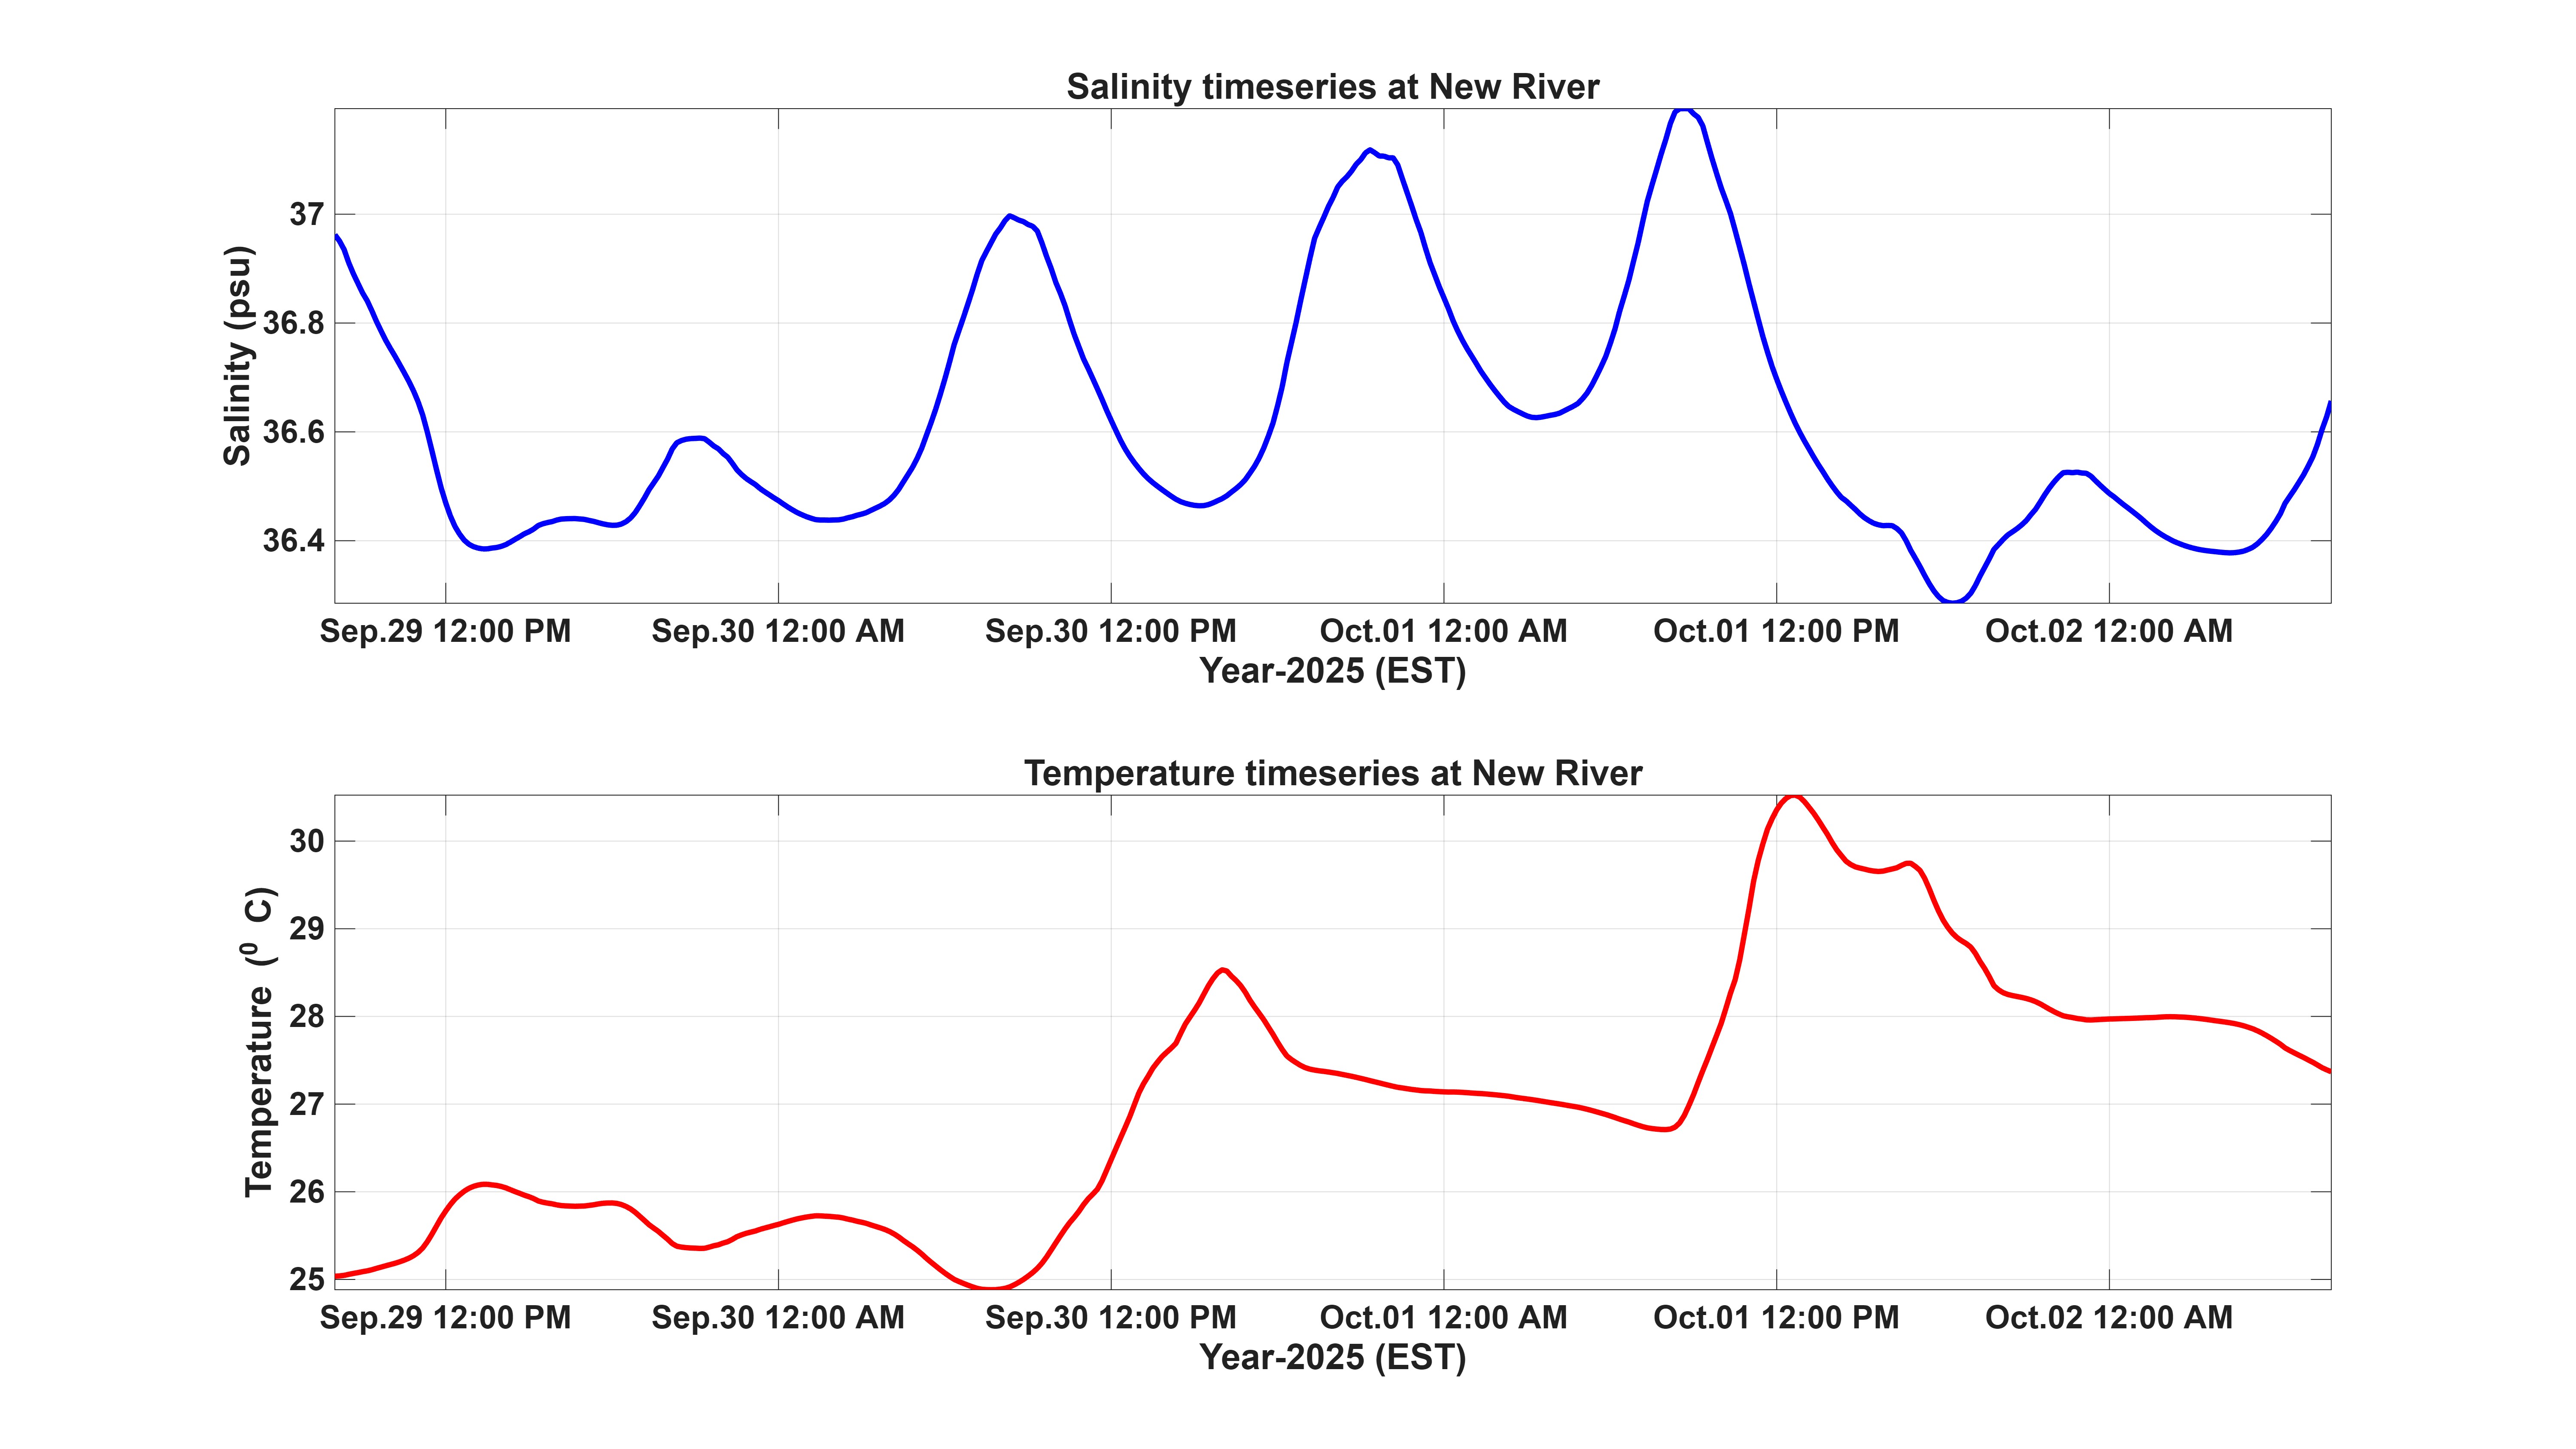 Salinity timeseries at New River
Salinity (psu)
37
36.8
36.6
36.4
Sep.29 12:00 PM Sep.30 12:00 AM Sep.30 12:00 PM Oct.01 12:00 AM Oct.01 12:00 PM Oct.02 12:00 AM
Year-2025 (EST)
Temperature timeseries at New River
Temperature (⁰ C)
30
29
28
27
26
25
Sep.29 12:00 PM Sep.30 12:00 AM Sep.30 12:00 PM Oct.01 12:00 AM Oct.01 12:00 PM Oct.02 12:00 AM
Year-2025 (EST)